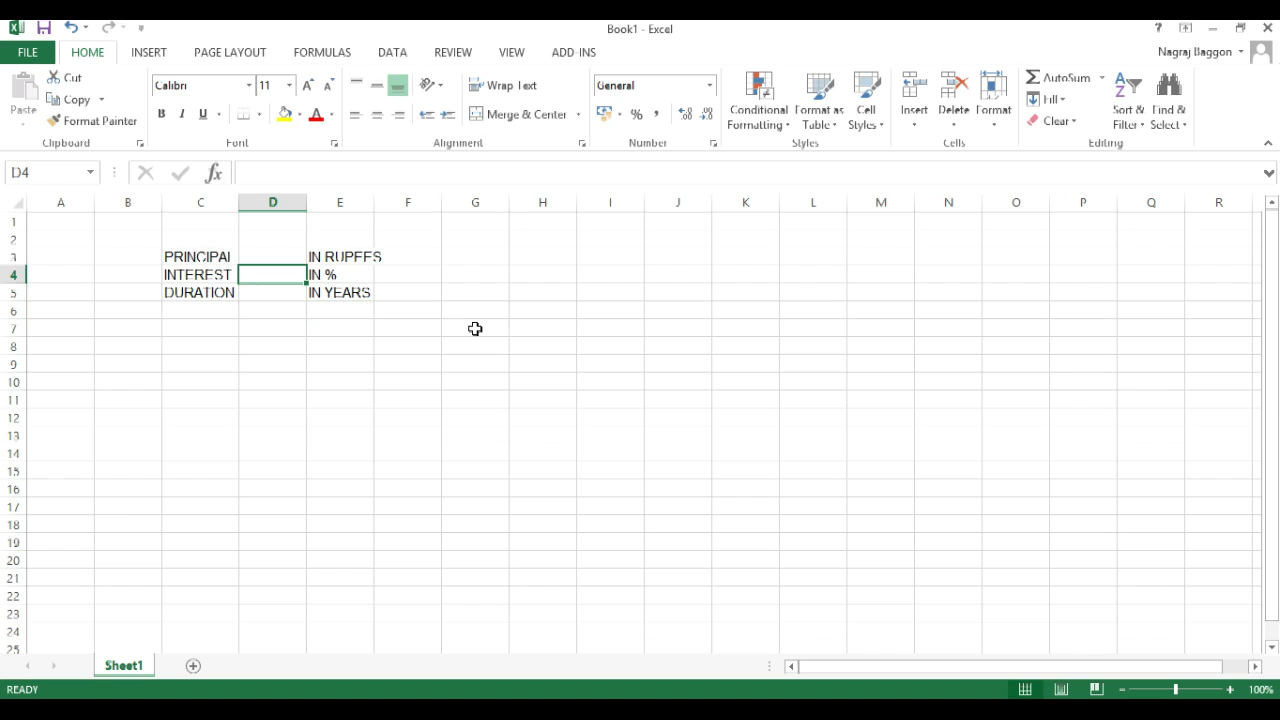 Book1 - Excel
?
FILE HOME INSERT PAGE LAYOUT FORMULAS DATA REVIEW VIEW ADD-INS
Nagraj Baggon
Paste
Cut
Copy
Format Painter
Clipboard
Calibri 11
B I U
Font
Wrap Text
Merge & Center
Alignment
General
%
Number
Conditional Formatting
Format as Table
Cell Styles
Styles
Insert
Delete
Format
Cells
AutoSum
Fill
Clear
Sort & Filter
Find & Select
Editing
D4
fx
A B C D E F G H I J K L M N O P Q R
1
2
3 PRINCIPAL IN RUPEES
4 INTEREST IN %
5 DURATION IN YEARS
6
7
8
9
10
11
12
13
14
15
16
17
18
19
20
21
22
23
24
25
Sheet1
READY
100%